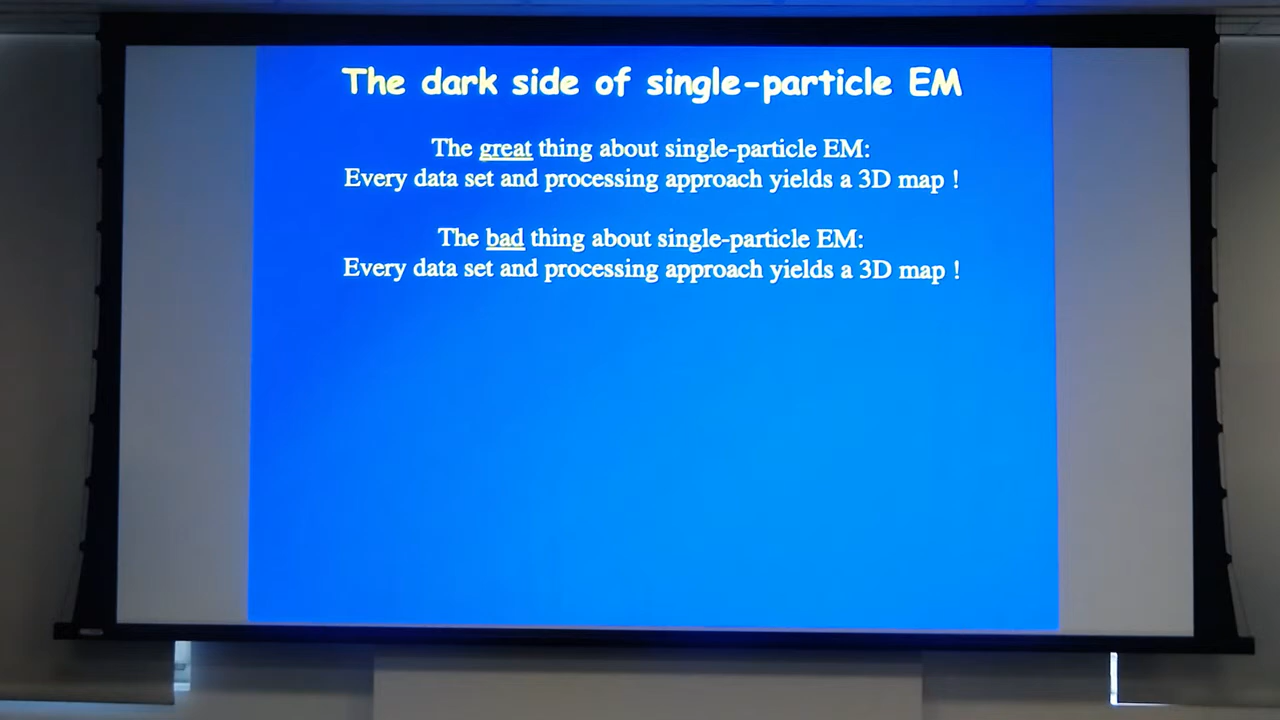 The dark side of single-particle EM
The great thing about single-particle EM:
Every data set and processing approach yields a 3D map !
The bad thing about single-particle EM:
Every data set and processing approach yields a 3D map !